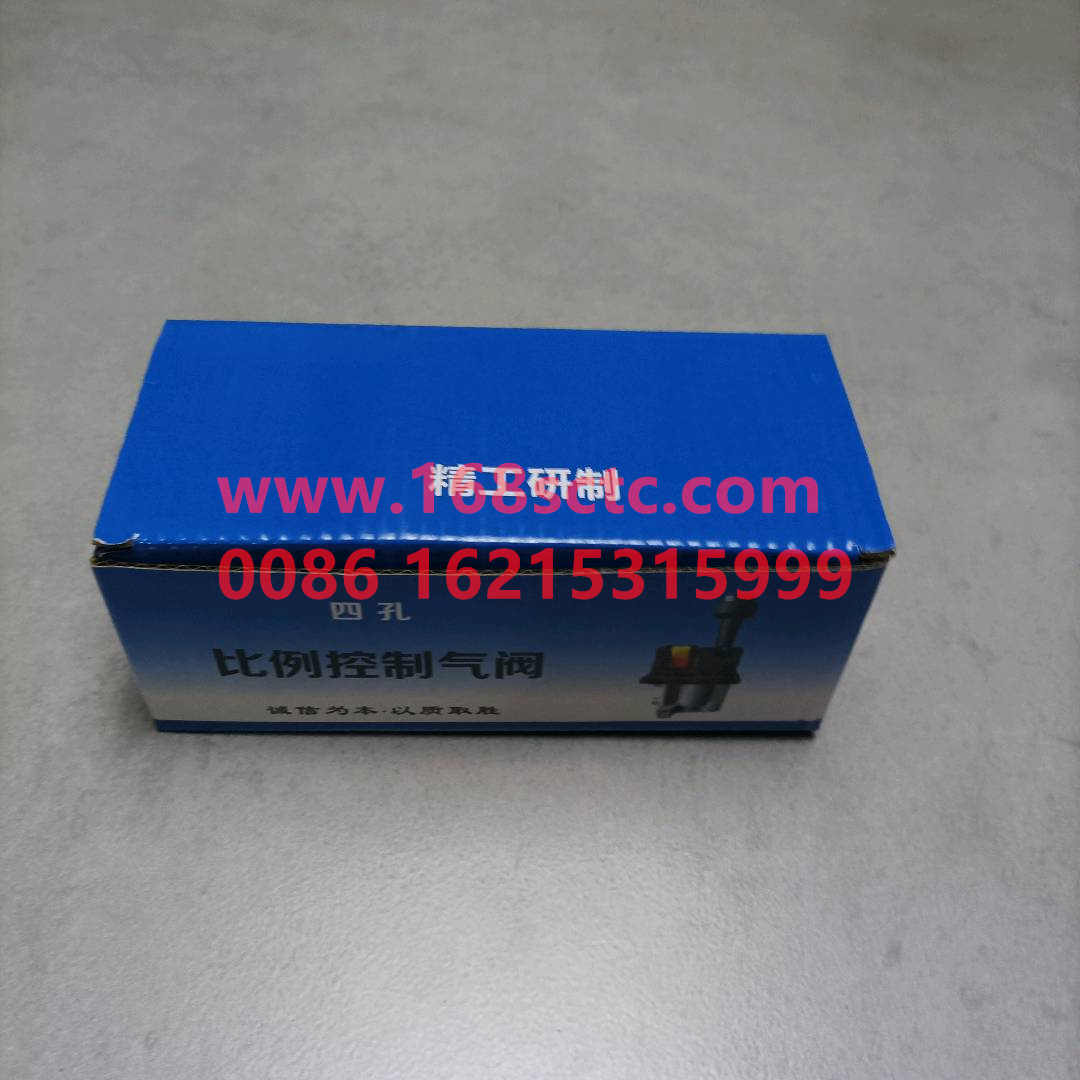 精工研制
www.168sctc.com
0086 16215315999
四孔
比例控制气阀
诚信为本·以质取胜